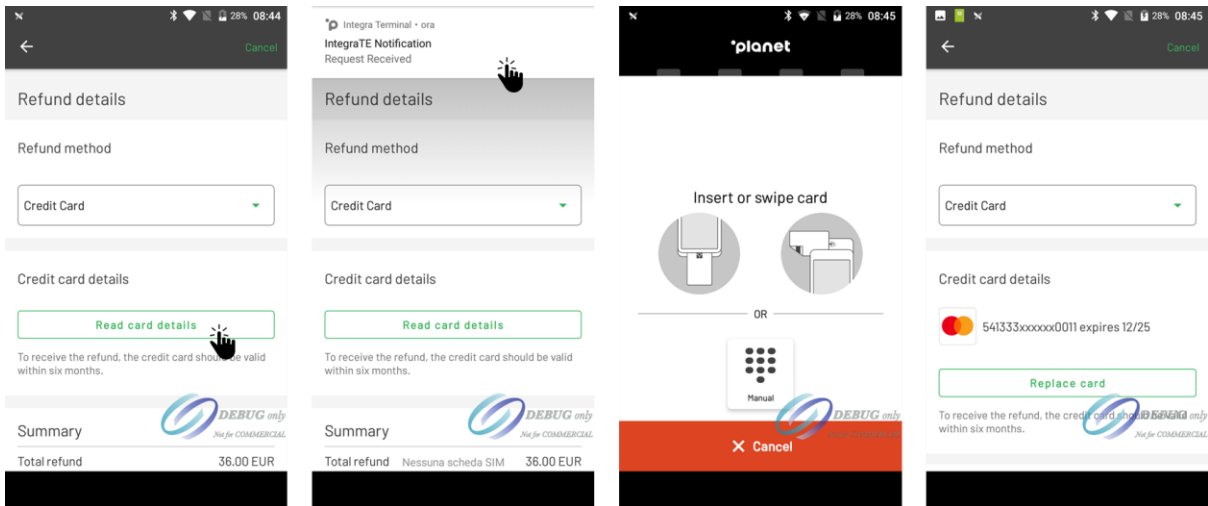 28% 08:44
Cancel
Refund details
Refund method
Credit Card
Credit card details
Read card details
To receive the refund, the credit card should be valid
within six months.
DEBUG only
Not for COMMERCIAL
Summary
Total refund 36.00 EUR
Integra Terminal • ora
IntegraTE Notification
Request Received
Refund details
Refund method
Credit Card
Credit card details
Read card details
To receive the refund, the credit card should be valid
within six months.
DEBUG only
Not for COMMERCIAL
Summary
Total refund Nessuna scheda SIM 36.00 EUR
28% 08:45
planet
Insert or swipe card
OR
Manual
DEBUG only
Cancel
28% 08:45
Cancel
Refund details
Refund method
Credit Card
Credit card details
541333xxxxxx0011 expires 12/25
Replace card
To receive the refund, the credit card should be valid
within six months.
DEBUG only
Not for COMMERCIAL